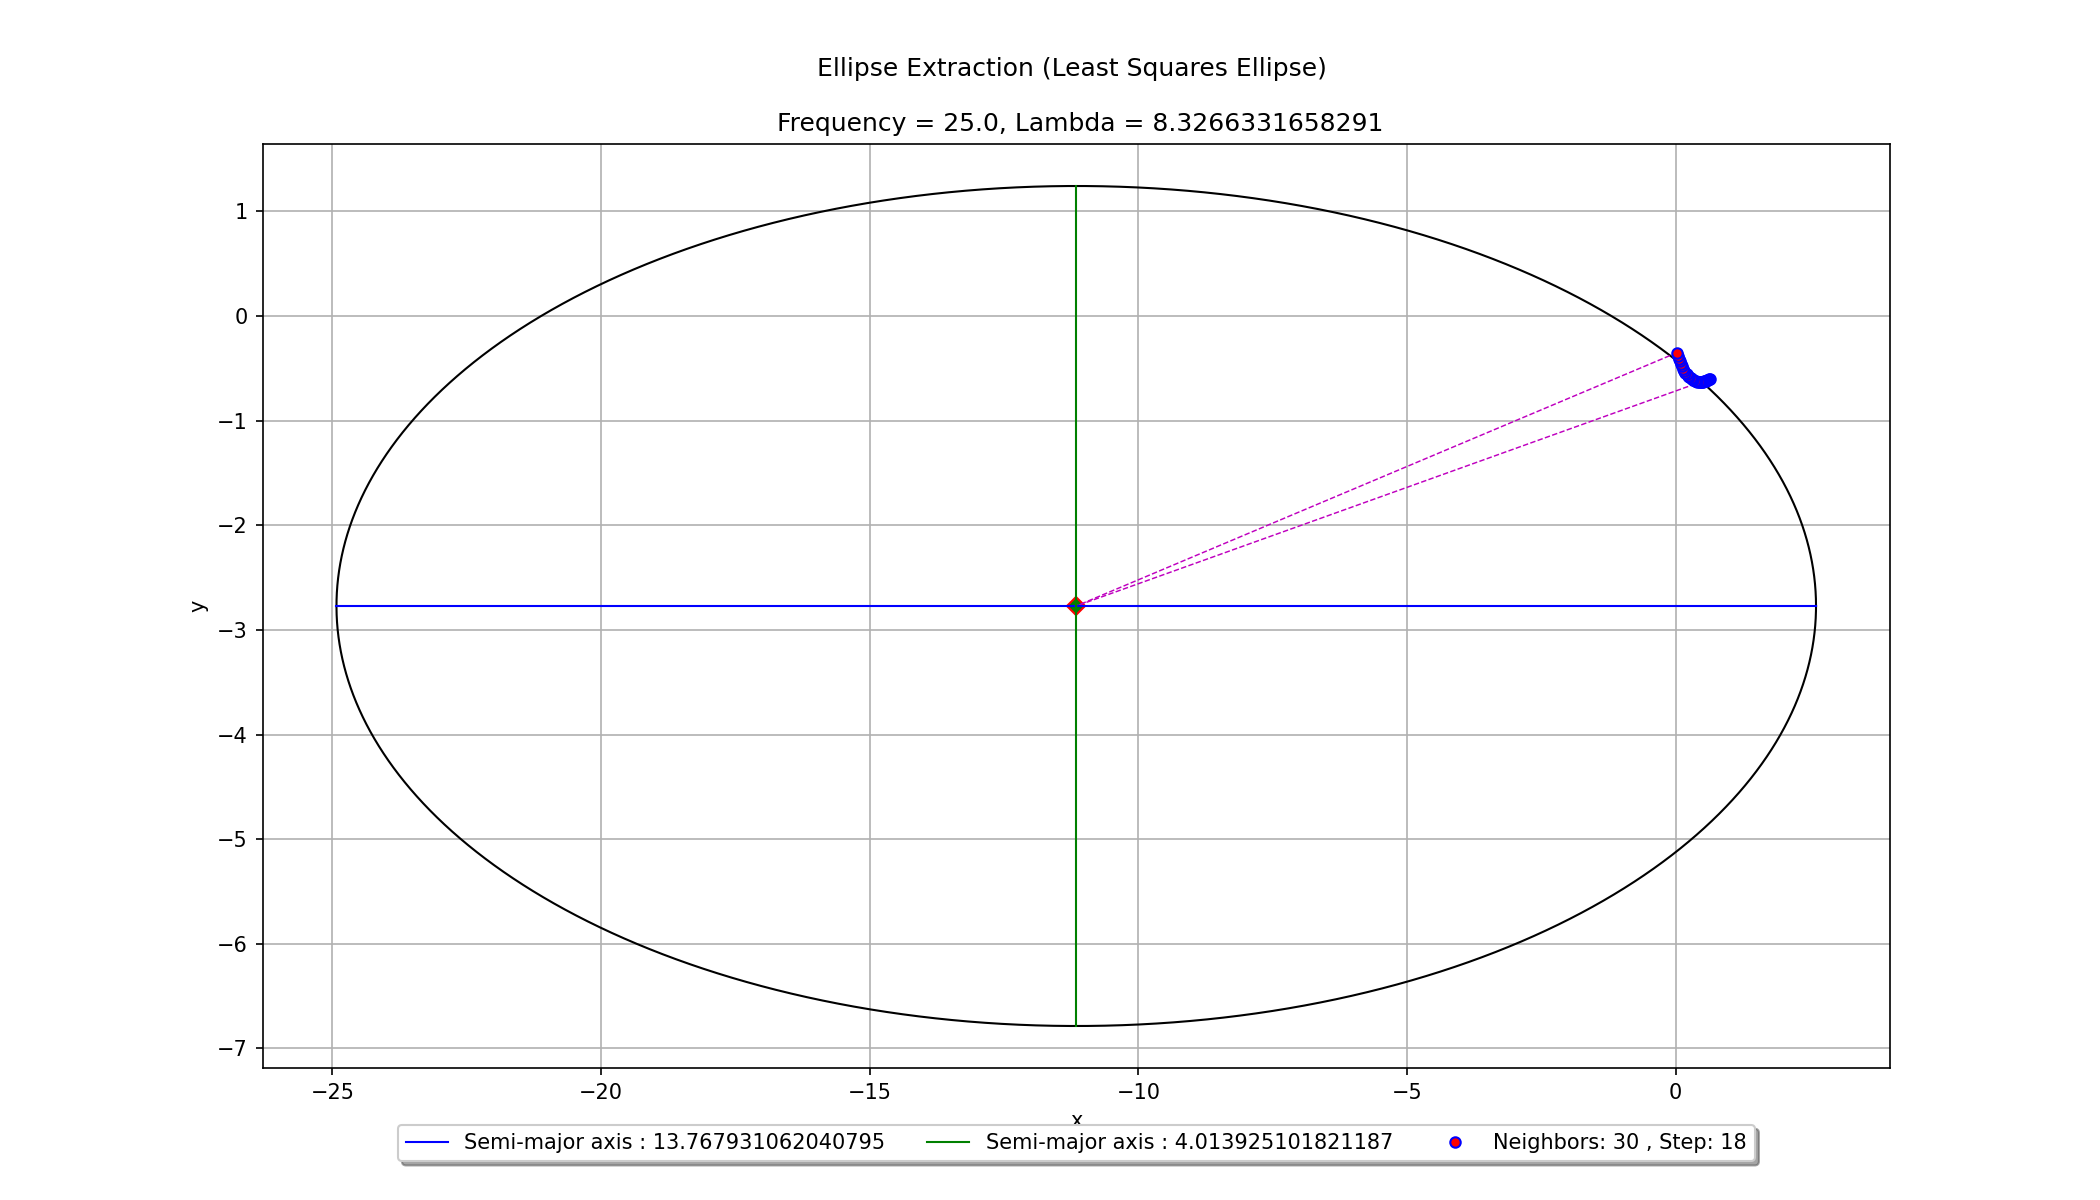 Ellipse Extraction (Least Squares Ellipse)
Frequency = 25.0, Lambda = 8.3266331658291
1
0
−1
−2
−3
−4
−5
−6
−7
y
−25 −20 −15 −10 −5 0
x
Semi-major axis : 13.767931062040795 Semi-major axis : 4.013925101821187 Neighbors: 30 , Step: 18